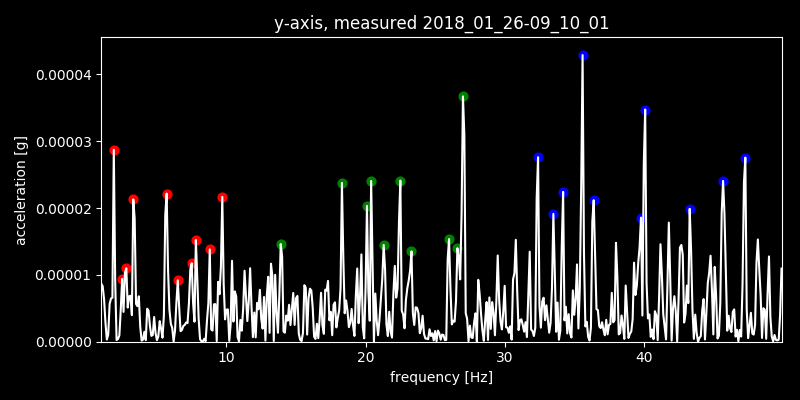 y-axis, measured 2018_01_26-09_10_01
0.00004
0.00003
0.00002
0.00001
0.00000
acceleration [g]
10 20 30 40
frequency [Hz]